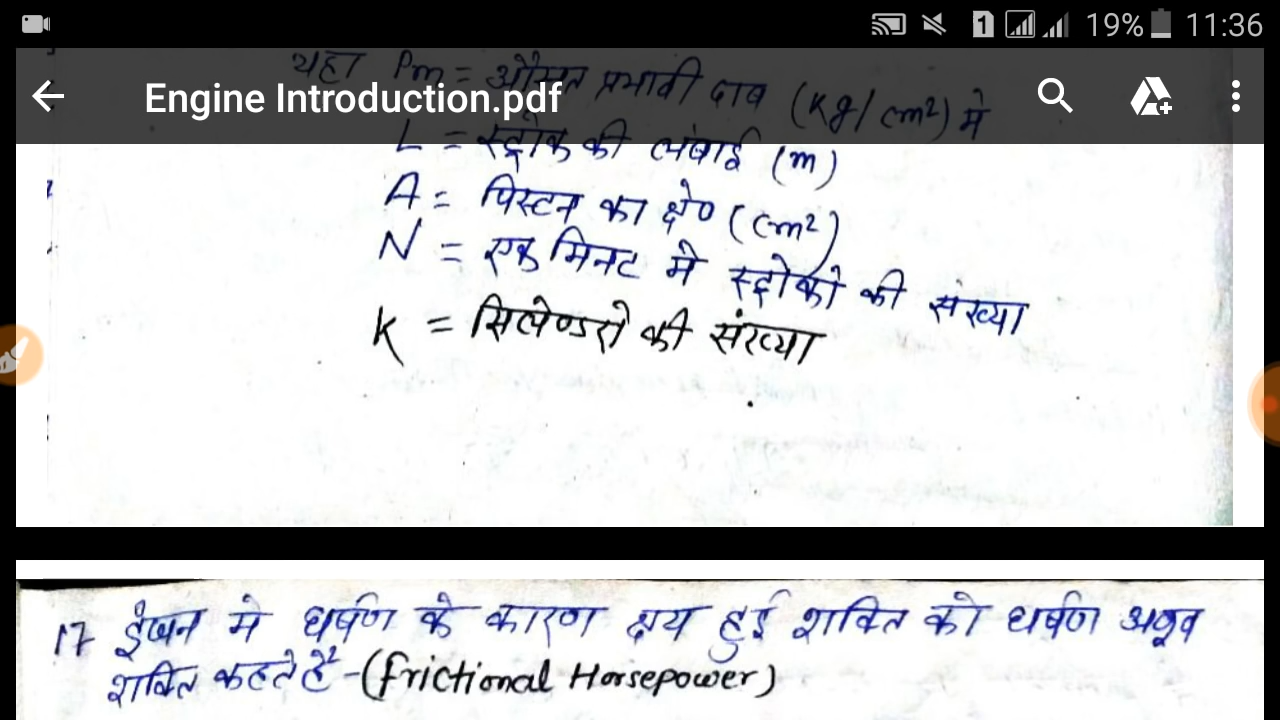 1 19% 11:36
यहा Pm = औसत प्रभावी दाब (Kg/cm²) मे
Engine Introduction.pdf
L = स्ट्रोक की लंबाई (m)
A = पिस्टन का क्षे० (cm²)
N = एक मिनट मे स्ट्रोको की संख्या
K = सिलेण्डरो की संख्या
17 इंजन मे घर्षण के कारण क्षय हुई शक्ति को घर्षण अश्व
शक्ति कहते हैं - (frictional Horsepower)